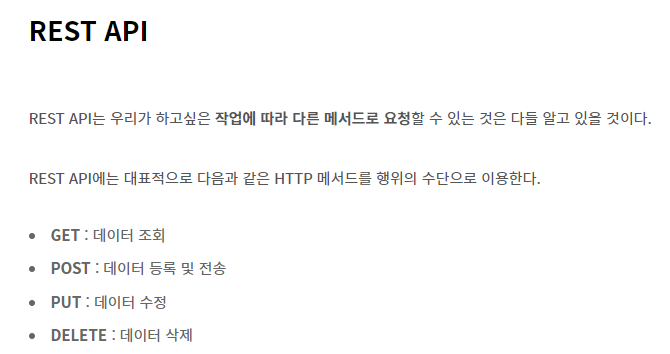 REST API
REST API는 우리가 하고싶은 작업에 따라 다른 메서드로 요청할 수 있는 것은 다들 알고 있을 것이다.
REST API에는 대표적으로 다음과 같은 HTTP 메서드를 행위의 수단으로 이용한다.
• GET : 데이터 조회
• POST : 데이터 등록 및 전송
• PUT : 데이터 수정
• DELETE : 데이터 삭제